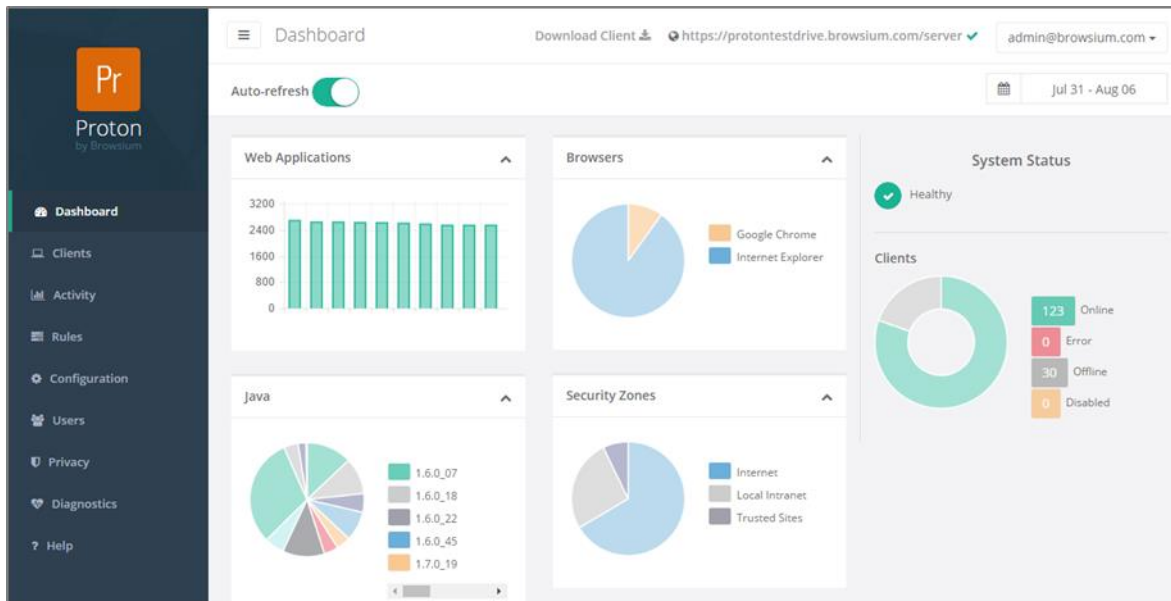 Pr
Proton
by Browsium
Dashboard
Clients
Activity
Rules
Configuration
Users
Privacy
Diagnostics
? Help
Dashboard
Download Client
https://protontestdrive.browsium.com/server
admin@browsium.com
Auto-refresh
Jul 31 - Aug 06
Web Applications
3200
2400
1600
800
0
Browsers
Google Chrome
Internet Explorer
System Status
Healthy
Clients
123 Online
0 Error
30 Offline
0 Disabled
Java
1.6.0_07
1.6.0_18
1.6.0_22
1.6.0_45
1.7.0_19
Security Zones
Internet
Local Intranet
Trusted Sites